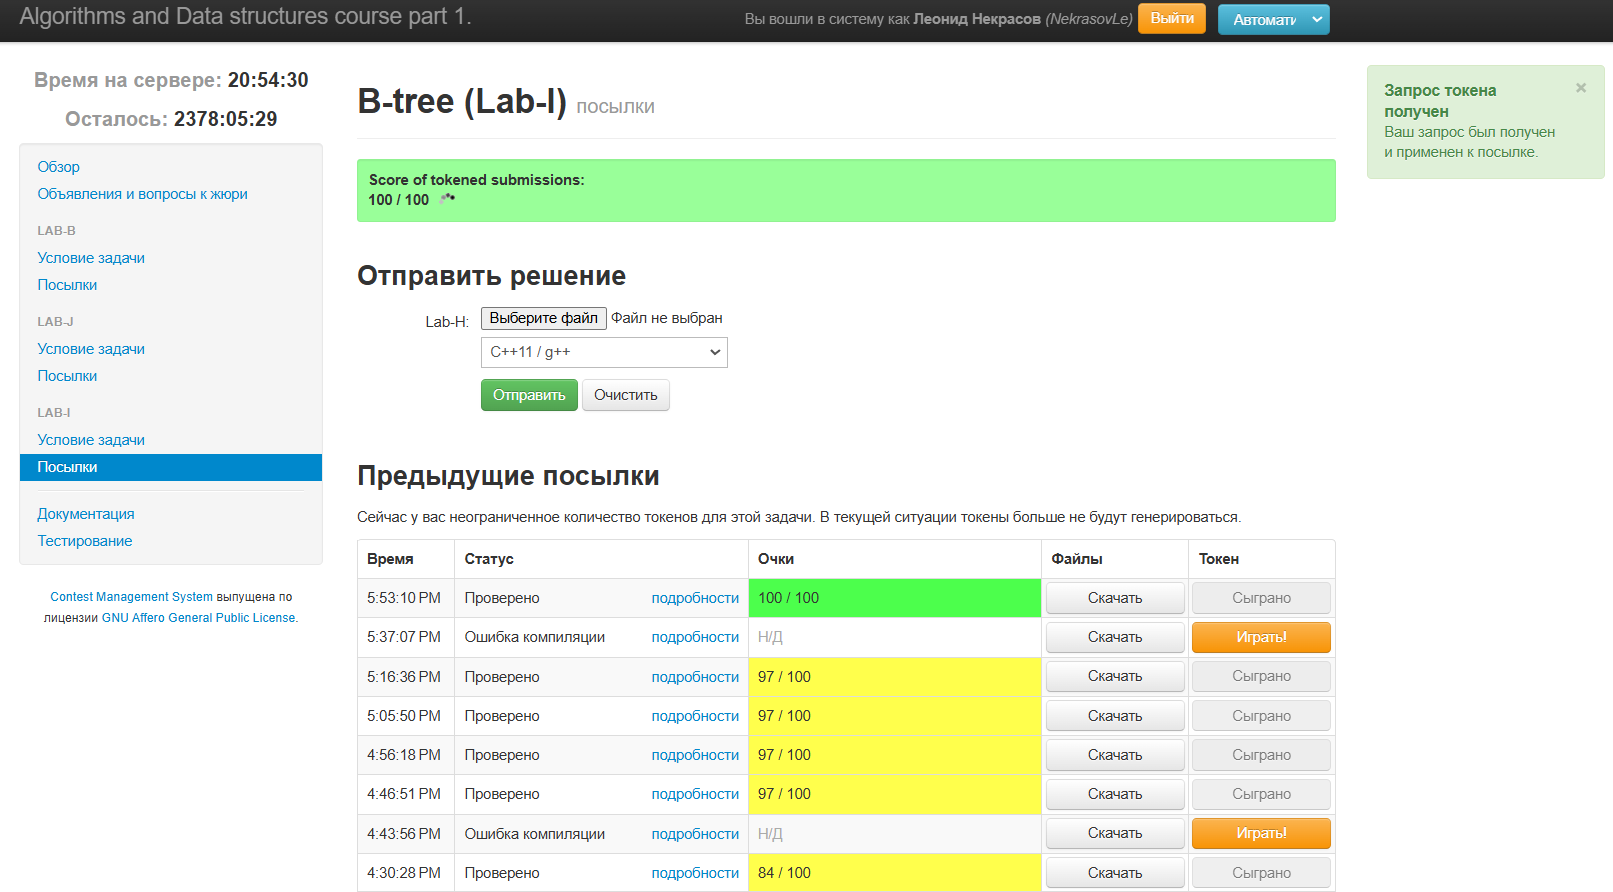 Algorithms and Data structures course part 1.
Вы вошли в систему как Леонид Некрасов (NekrasovLe) Выйти Автомати
Время на сервере: 20:54:30
Осталось: 2378:05:29
Обзор
Объявления и вопросы к жюри
LAB-B
Условие задачи
Посылки
LAB-J
Условие задачи
Посылки
LAB-I
Условие задачи
Посылки
Документация
Тестирование
Contest Management System выпущена по
лицензии GNU Affero General Public License.
B-tree (Lab-I) посылки
Score of tokened submissions:
100 / 100
Отправить решение
Lab-H: Выберите файл Файл не выбран
C++11 / g++
Отправить Очистить
Предыдущие посылки
Сейчас у вас неограниченное количество токенов для этой задачи. В текущей ситуации токены больше не будут генерироваться.
Время Статус Очки Файлы Токен
5:53:10 PM Проверено подробности 100 / 100 Скачать Сыграно
5:37:07 PM Ошибка компиляции подробности Н/Д Скачать Играть!
5:16:36 PM Проверено подробности 97 / 100 Скачать Сыграно
5:05:50 PM Проверено подробности 97 / 100 Скачать Сыграно
4:56:18 PM Проверено подробности 97 / 100 Скачать Сыграно
4:46:51 PM Проверено подробности 97 / 100 Скачать Сыграно
4:43:56 PM Ошибка компиляции подробности Н/Д Скачать Играть!
4:30:28 PM Проверено подробности 84 / 100 Скачать Сыграно
Запрос токена ×
получен
Ваш запрос был получен
и применен к посылке.